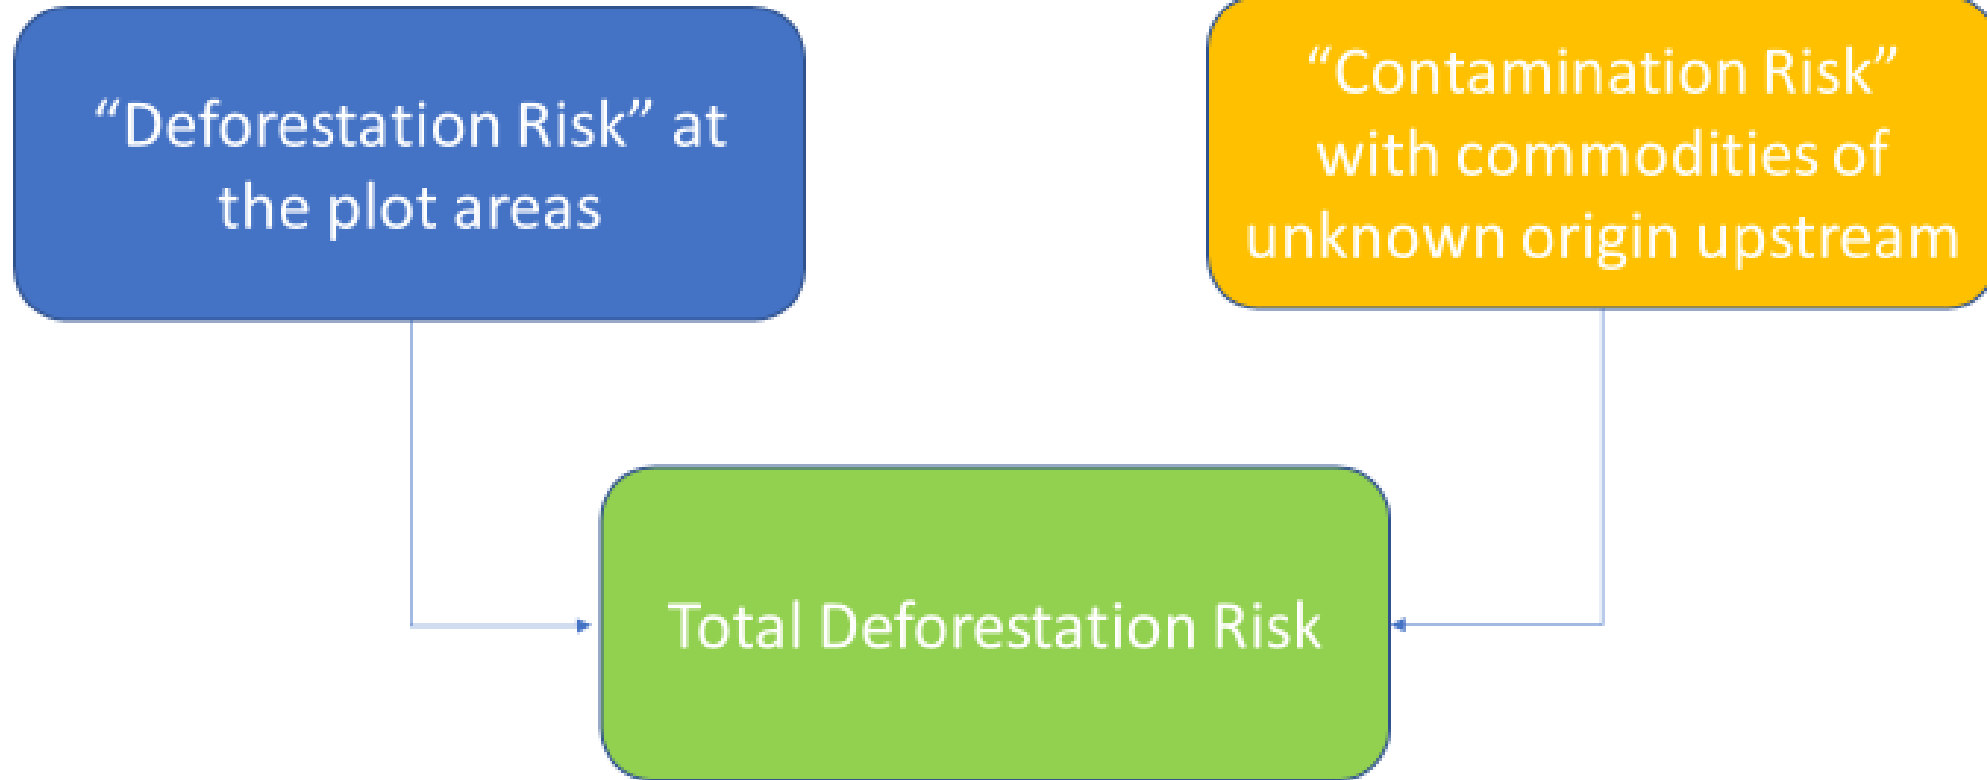 “Deforestation Risk” at
the plot areas
“Contamination Risk”
with commodities of
unknown origin upstream
Total Deforestation Risk